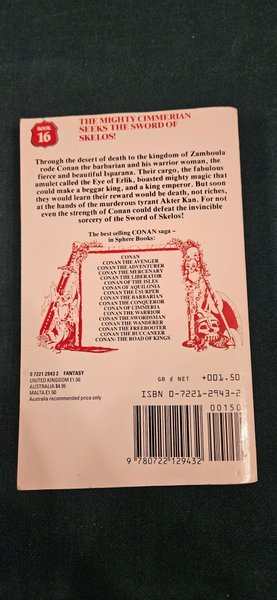 BOOK
16
THE MIGHTY CIMMERIAN
SEEKS THE SWORD OF
SKELOS!
Through the desert of death to the kingdom of Zamboula
rode Conan the barbarian and his warrior woman, the
fierce and beautiful Isparana. Their cargo, the fabulous
amulet called the Eye of Erlik, boasted mighty magic that
could make a beggar king, and a king emperor. But soon
they would learn their reward would be death, not riches,
at the hands of the murderous tyrant Akter Kan. For not
even the strength of Conan could defeat the invincible
sorcery of the Sword of Skelos!
The best selling CONAN saga –
in Sphere Books:
CONAN
CONAN THE AVENGER
CONAN THE ADVENTURER
CONAN THE MERCENARY
CONAN THE LIBERATOR
CONAN OF THE ISLES
CONAN OF AQUILONIA
CONAN THE USURPER
CONAN THE BARBARIAN
CONAN THE CONQUEROR
CONAN OF CIMMERIA
CONAN THE WARRIOR
CONAN THE SWORDSMAN
CONAN THE WANDERER
CONAN THE FREEBOOTER
CONAN THE BUCCANEER
CONAN: THE ROAD OF KINGS
0 7221 2943 2 FANTASY
UNITED KINGDOM £1.50
AUSTRALIA $4.95
MALTA £1.50
Australia recommended price only
GB £ NET +001.50
00150
ISBN 0-7221-2943-2
9 780722 129432